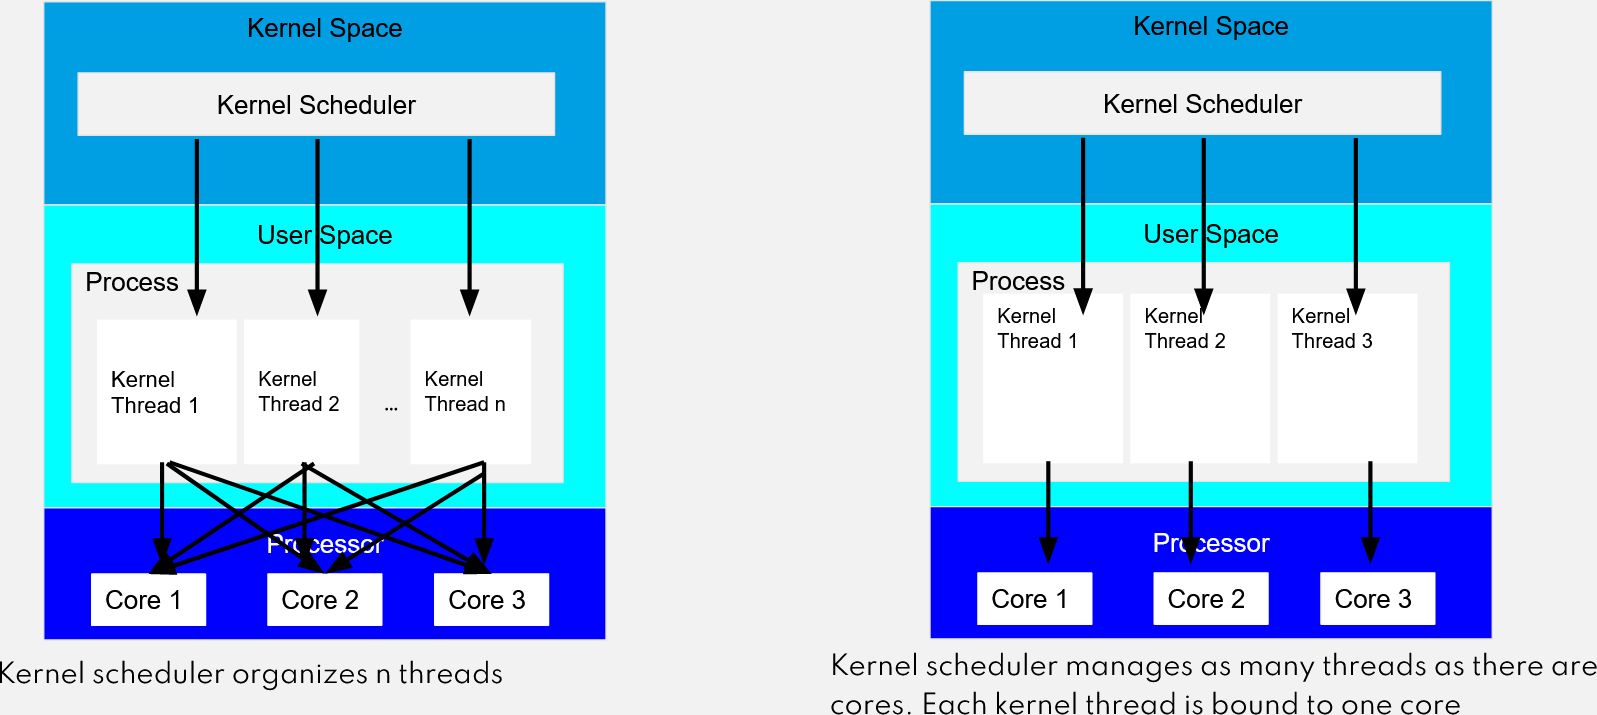 Kernel Space
Kernel Scheduler
User Space
Process
Kernel
Thread 1
Kernel
Thread 2
...
Kernel
Thread n
Processor
Core 1
Core 2
Core 3
Kernel scheduler organizes n threads
Kernel Space
Kernel Scheduler
User Space
Process
Kernel
Thread 1
Kernel
Thread 2
Kernel
Thread 3
Processor
Core 1
Core 2
Core 3
Kernel scheduler manages as many threads as there are
cores. Each kernel thread is bound to one core